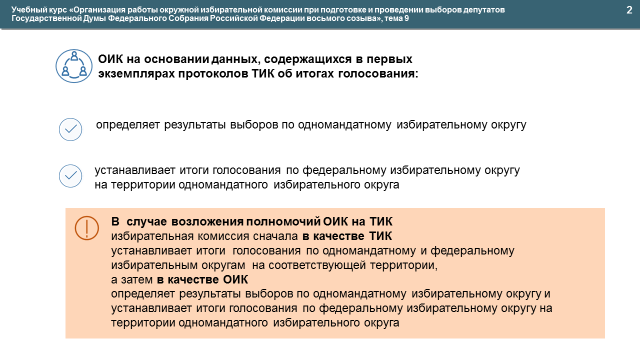 Учебный курс «Организация работы окружной избирательной комиссии при подготовке и проведении выборов депутатов
Государственной Думы Федерального Собрания Российской Федерации восьмого созыва», тема 9
2
ОИК на основании данных, содержащихся в первых
экземплярах протоколов ТИК об итогах голосования:
определяет результаты выборов по одномандатному избирательному округу
устанавливает итоги голосования по федеральному избирательному округу
на территории одномандатного избирательного округа
В случае возложения полномочий ОИК на ТИК
избирательная комиссия сначала в качестве ТИК
устанавливает итоги голосования по одномандатному и федеральному
избирательным округам на соответствующей территории,
а затем в качестве ОИК
определяет результаты выборов по одномандатному избирательному округу и
устанавливает итоги голосования по федеральному избирательному округу на
территории одномандатного избирательного округа